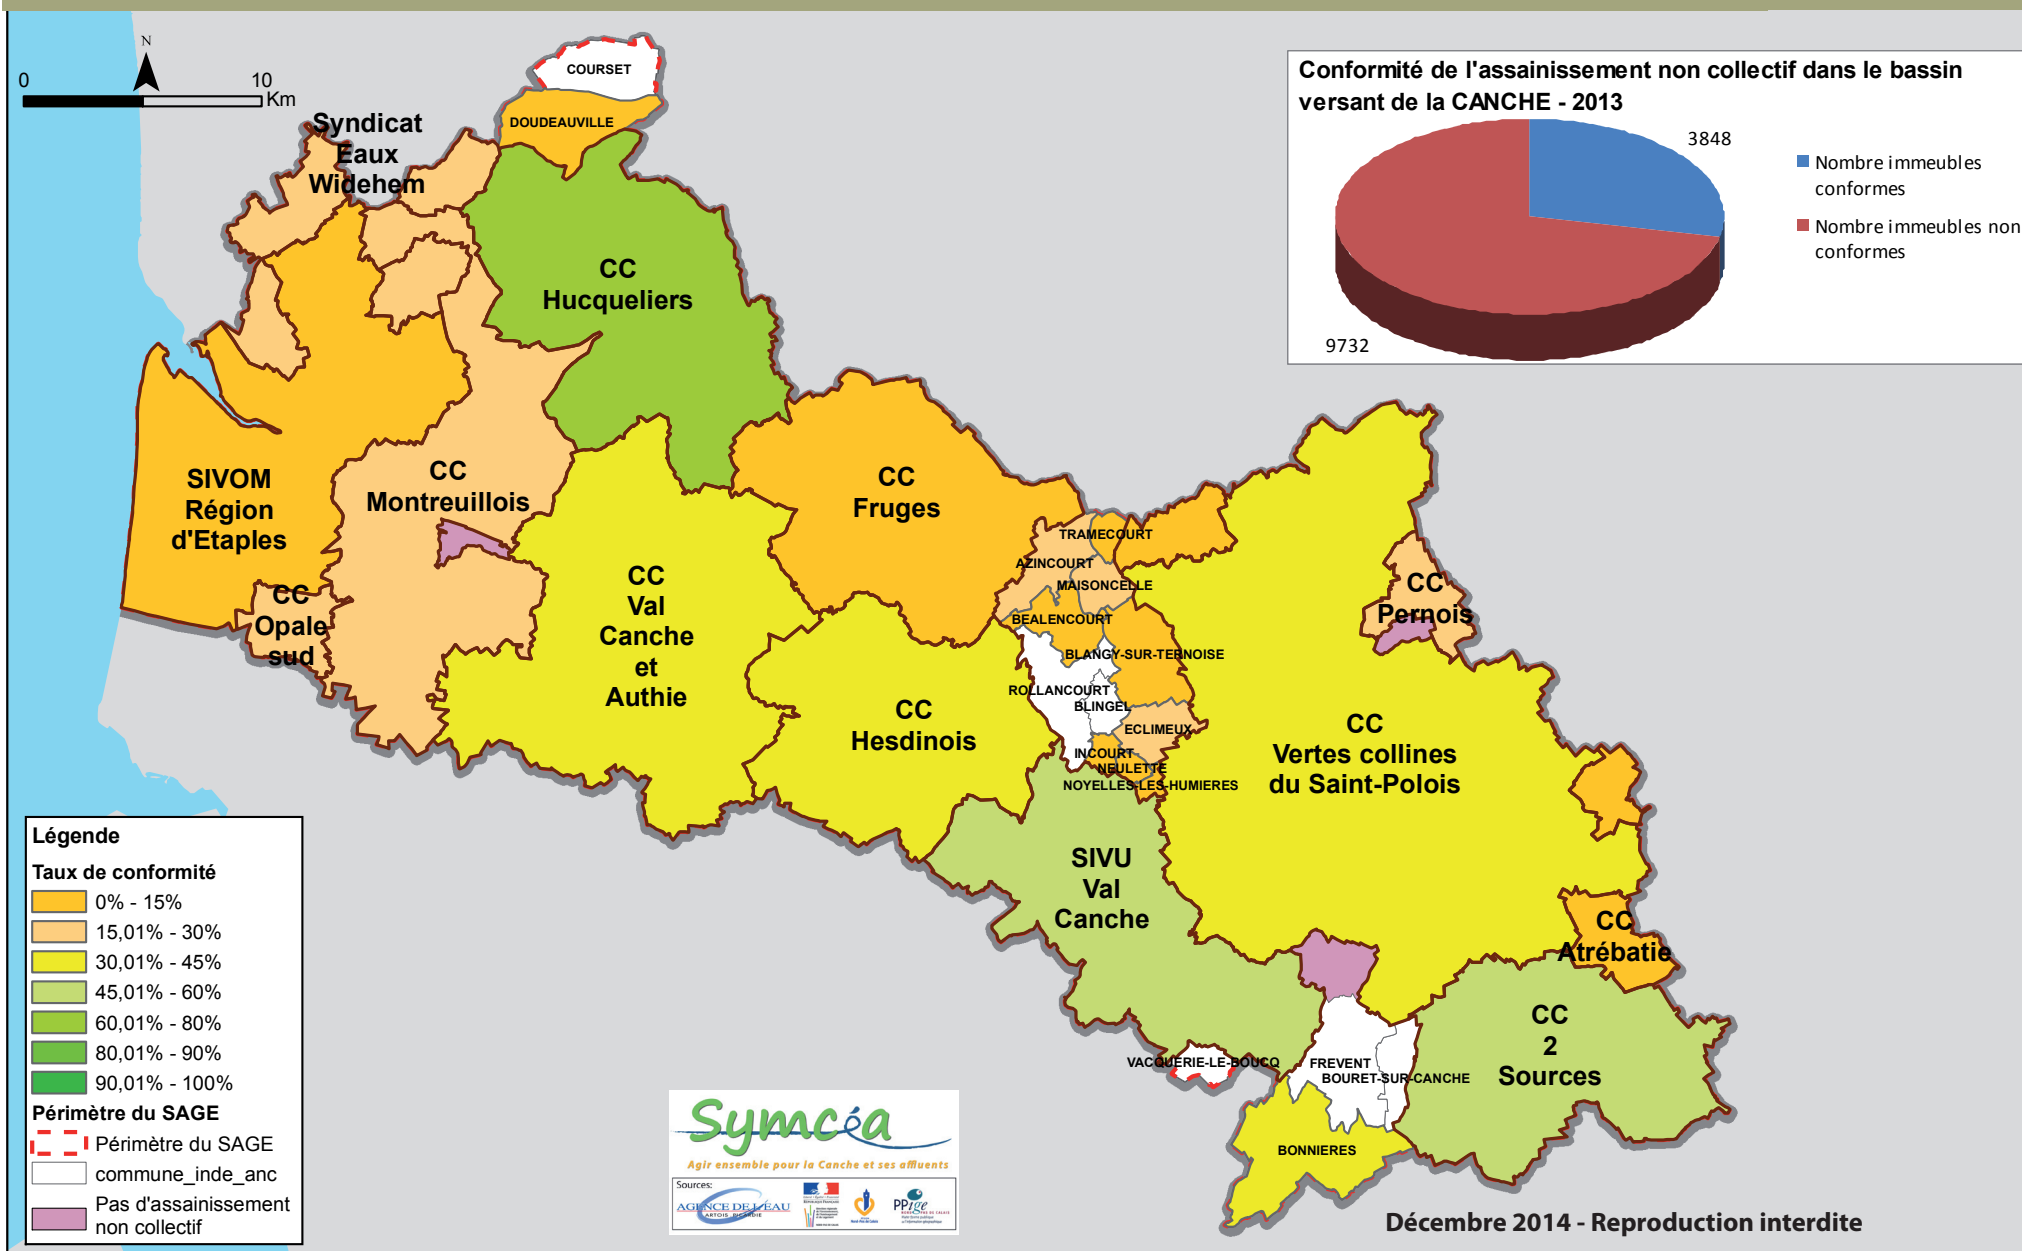 0
10
Km
N
COURSET
DOUDEAUVILLE
Syndicat
Eaux
Widehem
CC
Hucqueliers
Conformité de l'assainissement non collectif dans le bassin
versant de la CANCHE - 2013
3848
9732
Nombre immeubles
conformes
Nombre immeubles non
conformes
SIVOM
Région
d'Etaples
CC
Montreuillois
CC
Opale
sud
CC
Val
Canche
et
Authie
CC
Fruges
CC
Hesdinois
TRAMECOURT
AZINCOURT
MAISONCELLE
BEALENCOURT
BLANGY-SUR-TERNOISE
ROLLANCOURT
BLINGEL
ECLIMEUX
INCOURT
NEULETTE
NOYELLES-LES-HUMIERES
CC
Pernois
CC
Vertes collines
du Saint-Polois
SIVU
Val
Canche
CC
Atrébatie
CC
2
Sources
VACQUERIE-LE-BOUCQ
FREVENT
BOURET-SUR-CANCHE
BONNIERES
Légende
Taux de conformité
0% - 15%
15,01% - 30%
30,01% - 45%
45,01% - 60%
60,01% - 80%
80,01% - 90%
90,01% - 100%
Périmètre du SAGE
Périmètre du SAGE
commune_inde_anc
Pas d'assainissement
non collectif
Symcéa
Agir ensemble pour la Canche et ses affluents
Sources:
AGENCE DE L'EAU
ARTOIS PICARDIE
PPige
Décembre 2014 - Reproduction interdite